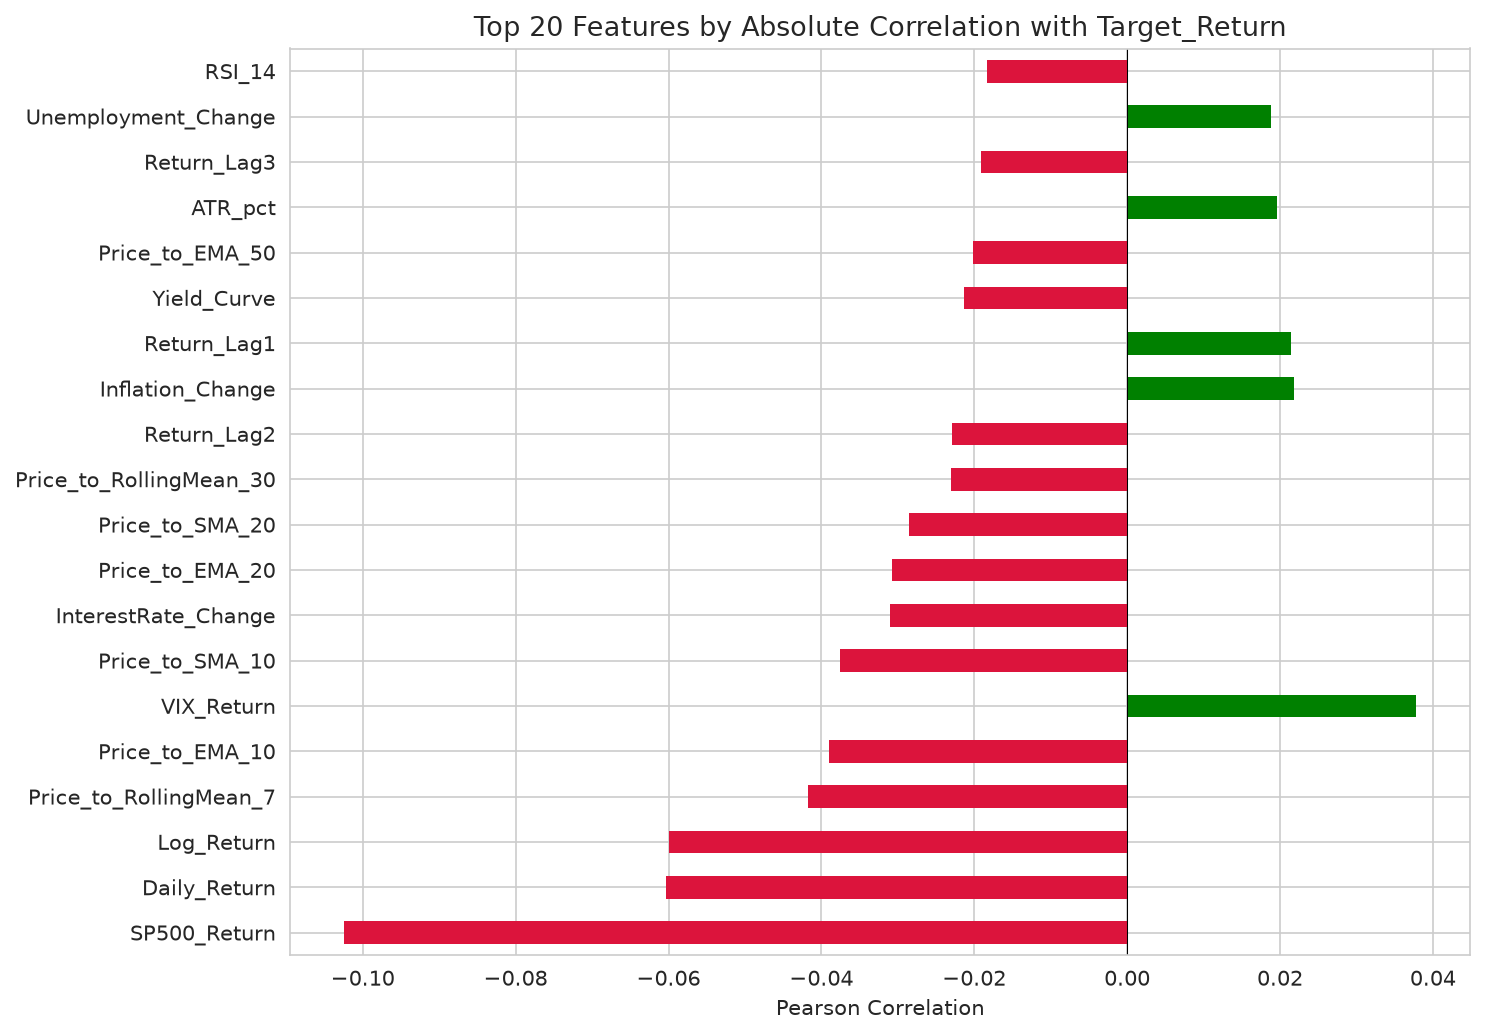 Top 20 Features by Absolute Correlation with Target_Return
RSI_14
Unemployment_Change
Return_Lag3
ATR_pct
Price_to_EMA_50
Yield_Curve
Return_Lag1
Inflation_Change
Return_Lag2
Price_to_RollingMean_30
Price_to_SMA_20
Price_to_EMA_20
InterestRate_Change
Price_to_SMA_10
VIX_Return
Price_to_EMA_10
Price_to_RollingMean_7
Log_Return
Daily_Return
SP500_Return
−0.10 −0.08 −0.06 −0.04 −0.02 0.00 0.02 0.04
Pearson Correlation